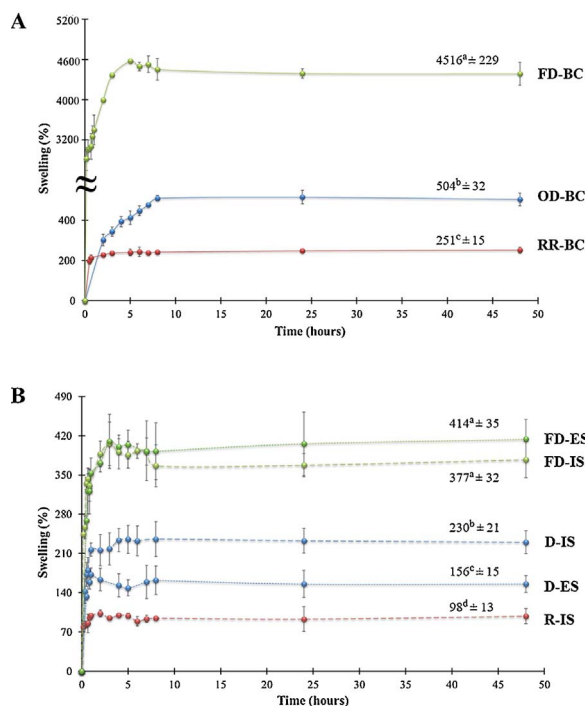 A
5200
4600
4000
3200
400
200
0
Swelling (%)
4516ᵃ ± 229
FD-BC
504ᵇ ± 32
OD-BC
251ᶜ ± 15
RR-BC
0 5 10 15 20 25 30 35 40 45 50
Time (hours)
B
490
420
350
280
210
140
70
0
Swelling (%)
414ᵃ ± 35
FD-ES
FD-IS
377ᵃ ± 32
230ᵇ ± 21
D-IS
156ᶜ ± 15
D-ES
98ᵈ ± 13
R-IS
0 5 10 15 20 25 30 35 40 45 50
Time (hours)